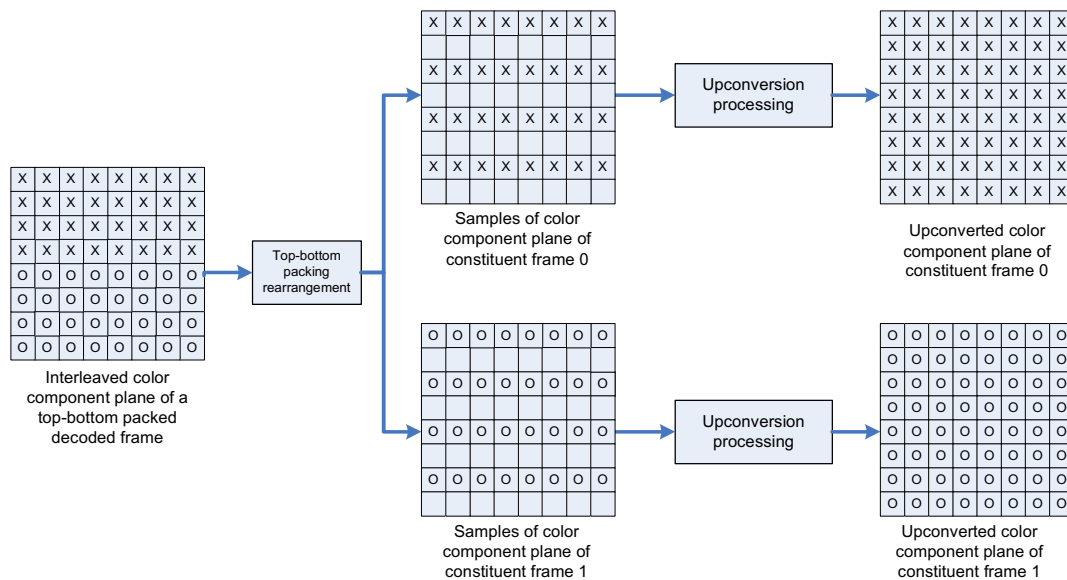 X X X X X X X X
X X X X X X X X
X X X X X X X X
X X X X X X X X
O O O O O O O O
O O O O O O O O
O O O O O O O O
O O O O O O O O
Interleaved color
component plane of a
top-bottom packed
decoded frame
Top-bottom
packing
rearrangement
X X X X X X X X
X X X X X X X X
X X X X X X X X
X X X X X X X X
Samples of color
component plane of
constituent frame 0
Upconversion
processing
X X X X X X X X
X X X X X X X X
X X X X X X X X
X X X X X X X X
X X X X X X X X
X X X X X X X X
X X X X X X X X
X X X X X X X X
Upconverted color
component plane of
constituent frame 0
O O O O O O O O
O O O O O O O O
O O O O O O O O
O O O O O O O O
Samples of color
component plane of
constituent frame 1
Upconversion
processing
O O O O O O O O
O O O O O O O O
O O O O O O O O
O O O O O O O O
O O O O O O O O
O O O O O O O O
O O O O O O O O
O O O O O O O O
Upconverted color
component plane of
constituent frame 1